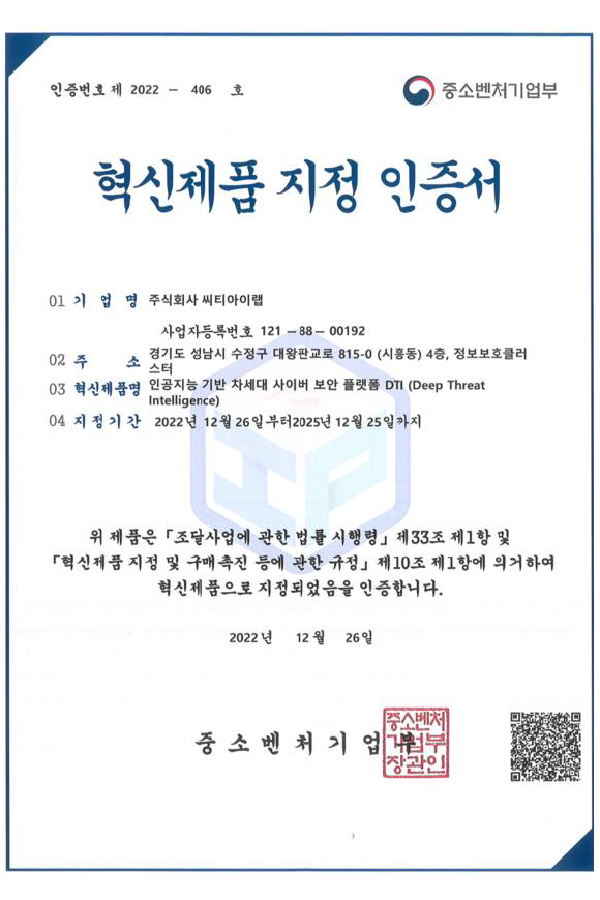 인증번호 제 2022 - 406 호
중소벤처기업부
혁신제품 지정 인증서
01 기 업 명 주식회사 씨티아이랩
사업자등록번호 121 -88 - 00192
02 주 소 경기도 성남시 수정구 대왕판교로 815-0 (시흥동) 4층, 정보보호클러
스터
03 혁신제품명 인공지능 기반 차세대 사이버 보안 플랫폼 DTI (Deep Threat
Intelligence)
04 지 정 기 간 2022년 12월 26일부터2025년 12월 25일까지
위 제품은 「조달사업에 관한 법률 시행령」 제33조 제1항 및
「혁신제품 지정 및 구매촉진 등에 관한 규정」 제10조 제1항에 의거하여
혁신제품으로 지정되었음을 인증합니다.
2022년 12월 26일
중 소 벤 처 기 업 부
중소벤처
기업부
장관인